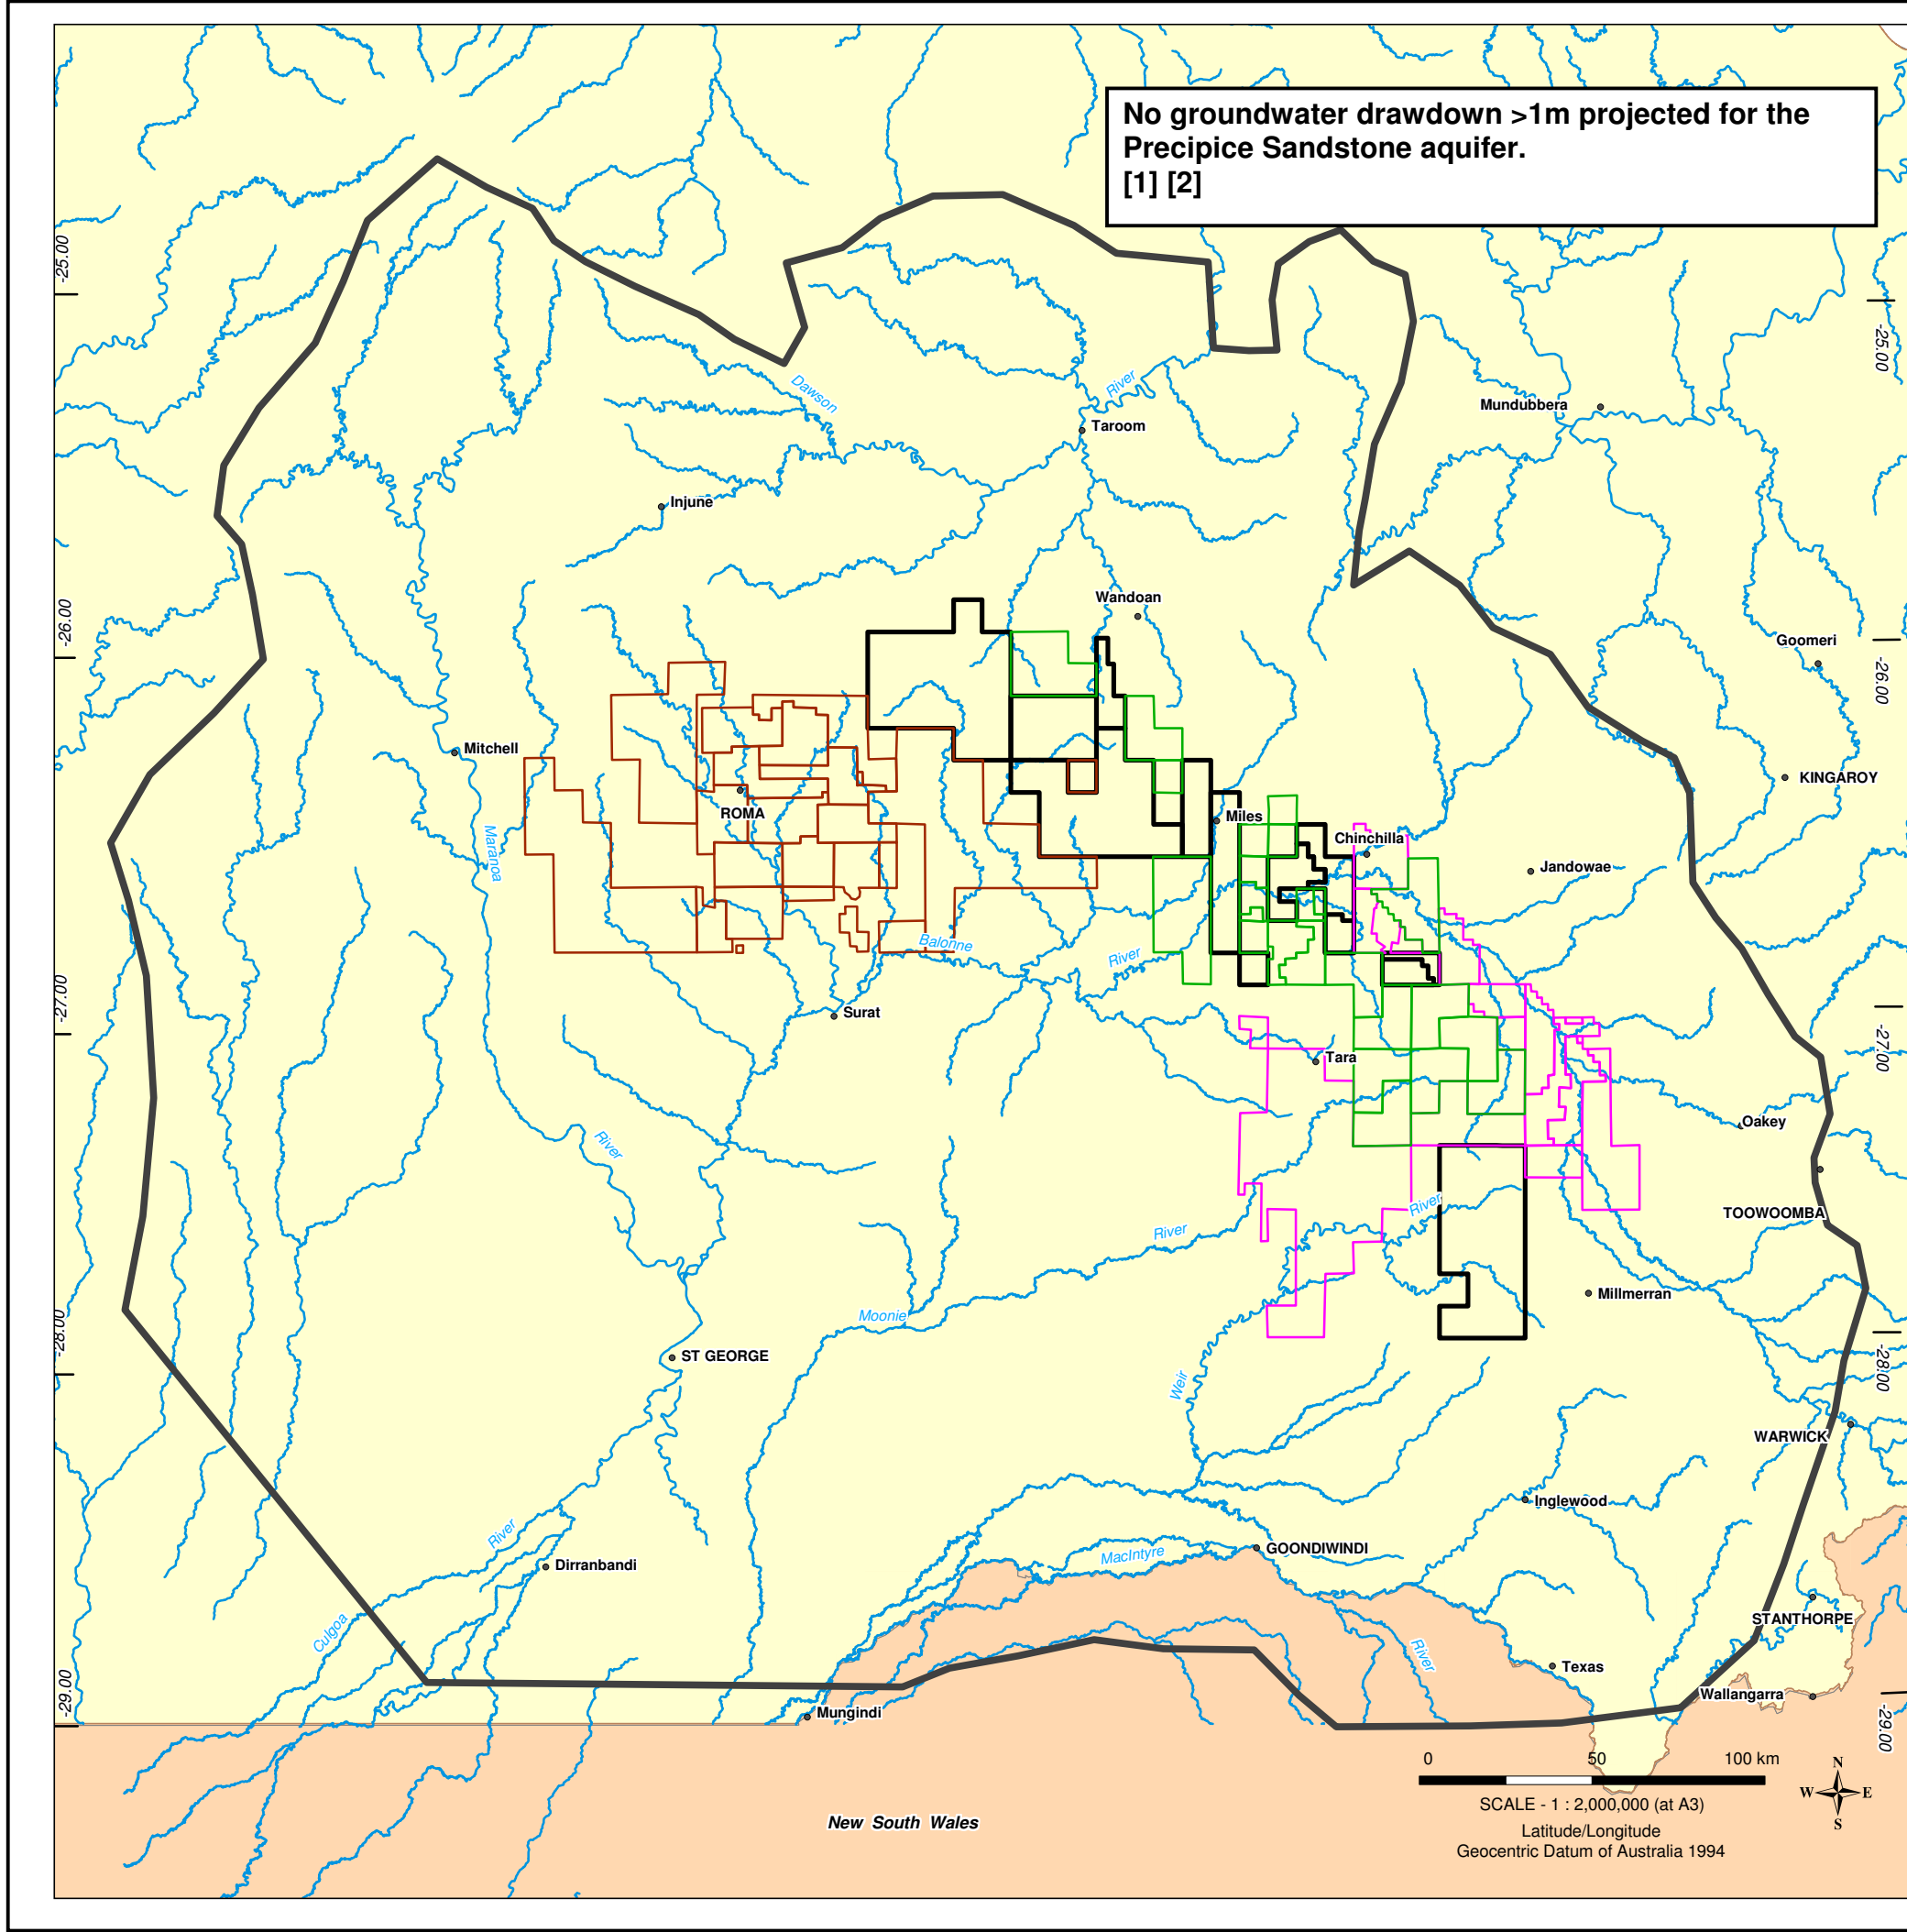 No groundwater drawdown >1m projected for the
Precipice Sandstone aquifer.
[1] [2]
-25.00
-25.00
Dawson
River
Mundubbera
Taroom
Injune
Wandoan
-26.00
-26.00
Goomeri
Mitchell
KINGAROY
ROMA
Miles
Chinchilla
Maranoa
Jandowae
Balonne
River
-27.00
-27.00
Surat
Tara
Oakey
River
River
TOOWOOMBA
River
Millmerran
Moonie
-28.00
-28.00
ST GEORGE
Weir
WARWICK
Inglewood
River
GOONDIWINDI
MacIntyre
Dirranbandi
Culgoa
STANTHORPE
River
Texas
-29.00
-29.00
Wallangarra
Mungindi
0 50 100 km
N
W E
S
SCALE - 1 : 2,000,000 (at A3)
New South Wales
Latitude/Longitude
Geocentric Datum of Australia 1994